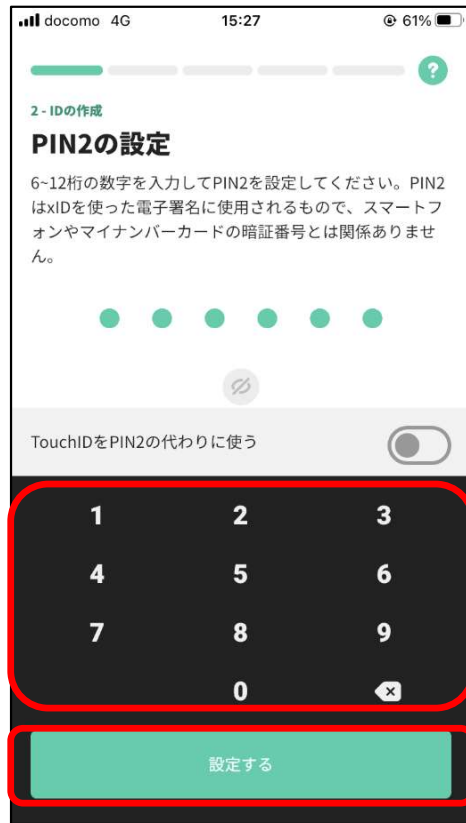 docomo 4G 15:27 61%
?
2 - IDの作成
PIN2の設定
6~12桁の数字を入力してPIN2を設定してください。PIN2
はxIDを使った電子署名に使用されるもので、スマートフ
ォンやマイナンバーカードの暗証番号とは関係ありませ
ん。
TouchIDをPIN2の代わりに使う
1 2 3
4 5 6
7 8 9
0
設定する